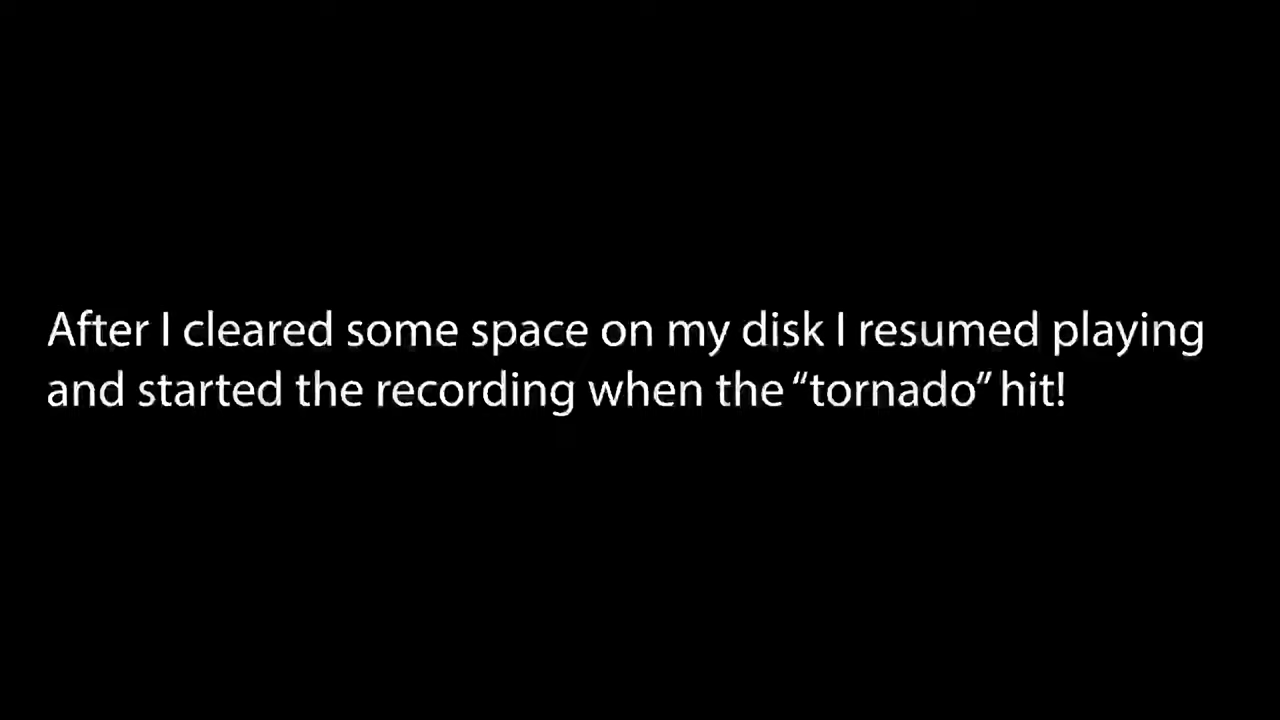 After I cleared some space on my disk I resumed playing
and started the recording when the “tornado” hit!